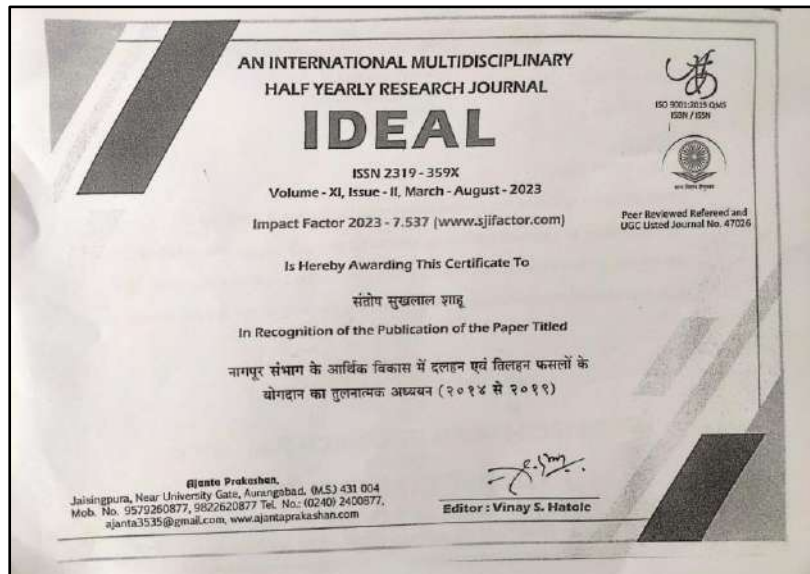 AN INTERNATIONAL MULTIDISCIPLINARY
HALF YEARLY RESEARCH JOURNAL
IDEAL
ISSN 2319 - 359X
Volume - XI, Issue - II, March - August - 2023
Impact Factor 2023 - 7.537 (www.sjifactor.com)
ISO 9001:2015 QMS
ISBN / ISSN
Peer Reviewed Refereed and
UGC Listed Journal No. 47026
Is Hereby Awarding This Certificate To
संतोष सुखलाल शाहू
In Recognition of the Publication of the Paper Titled
नागपूर संभाग के आर्थिक विकास में दलहन एवं तिलहन फसलों के
योगदान का तुलनात्मक अध्ययन (२०१४ से २०१९)
Ajanta Prakashan,
Jaisingpura, Near University Gate, Aurangabad. (M.S.) 431 004
Mob. No. 9579260877, 9822620877 Tel. No.: (0240) 2400877,
ajanta3535@gmail.com, www.ajantaprakashan.com
Editor : Vinay S. Hatole